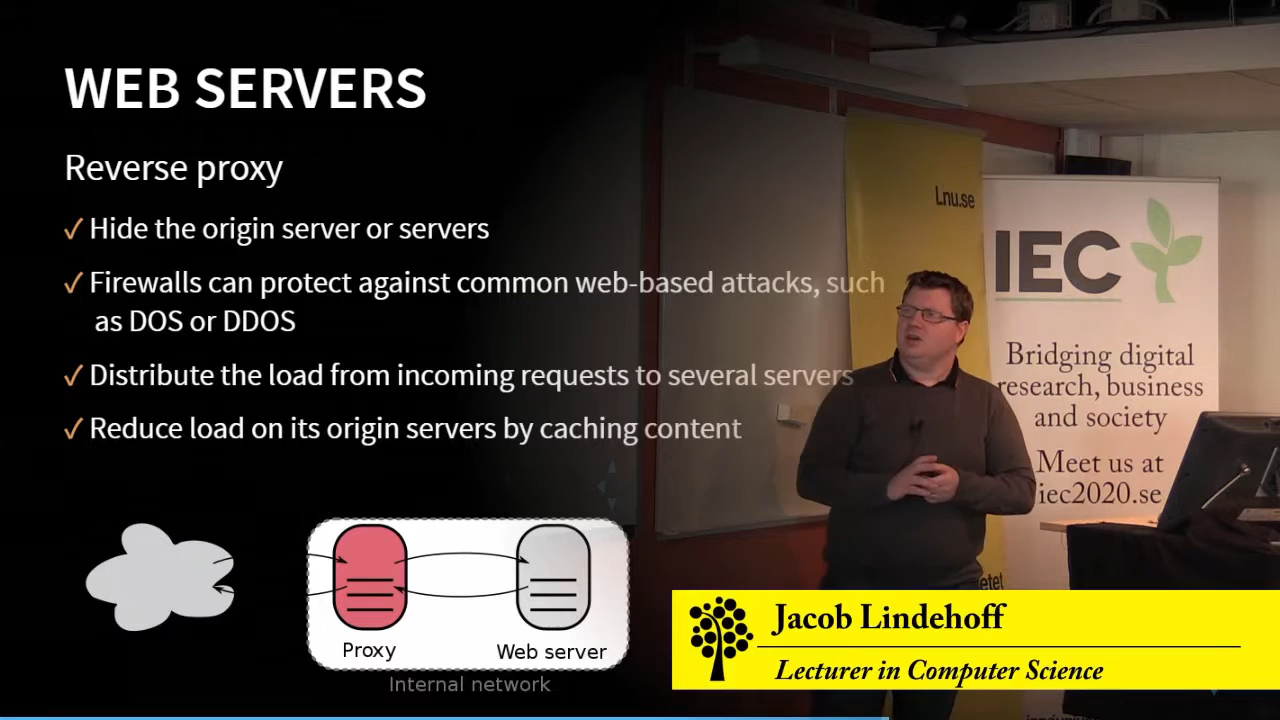 WEB SERVERS
Reverse proxy
✓ Hide the origin server or servers
✓ Firewalls can protect against common web-based attacks, such
as DOS or DDOS
✓ Distribute the load from incoming requests to several servers
✓ Reduce load on its origin servers by caching content
Proxy
Web server
Internal network
Lnu.se
IEC
Bridging digital
research, business
and society
Meet us at
iec2020.se
etet
Jacob Lindehoff
Lecturer in Computer Science